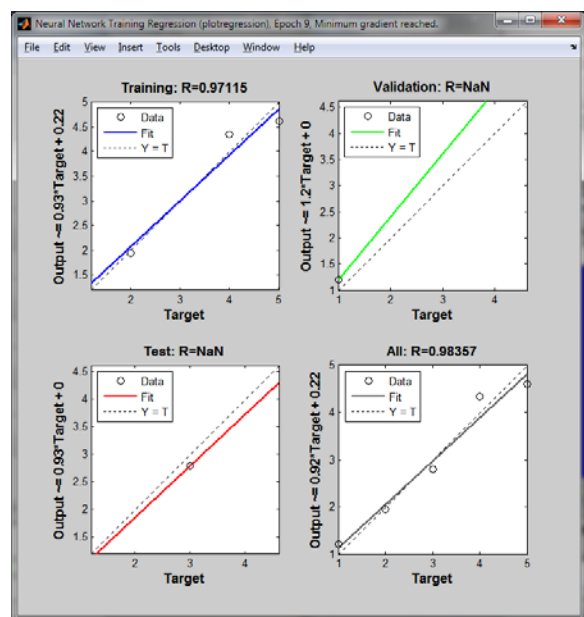 Neural Network Training Regression (plotregression), Epoch 9, Minimum gradient reached.
File Edit View Insert Tools Desktop Window Help
Training: R=0.97115
Output ~= 0.93*Target + 0.22
5
4.5
4
3.5
3
2.5
2
1.5
Data
Fit
Y = T
2 3 4 5
Target
Validation: R=NaN
Output ~= 1.2*Target + 0
4.5
4
3.5
3
2.5
2
1.5
1
Data
Fit
Y = T
1 2 3 4
Target
Test: R=NaN
Output ~= 0.93*Target + 0
4.5
4
3.5
3
2.5
2
1.5
Data
Fit
Y = T
2 3 4
Target
All: R=0.98357
Output ~= 0.92*Target + 0.22
5
4
3
2
1
Data
Fit
Y = T
1 2 3 4 5
Target